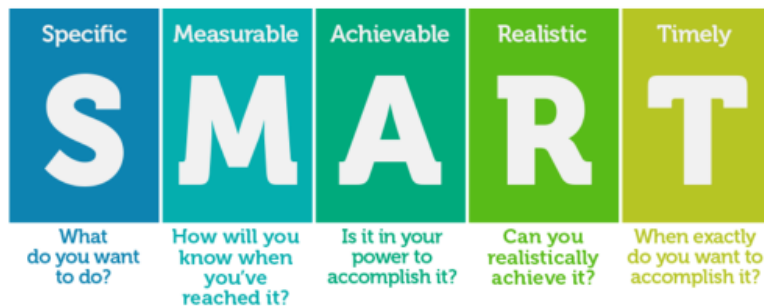 Specific
Measurable
Achievable
Realistic
Timely
S
M
A
R
T
What
do you want
to do?
How will you
know when
you've
reached it?
Is it in your
power to
accomplish it?
Can you
realistically
achieve it?
When exactly
do you want to
accomplish it?